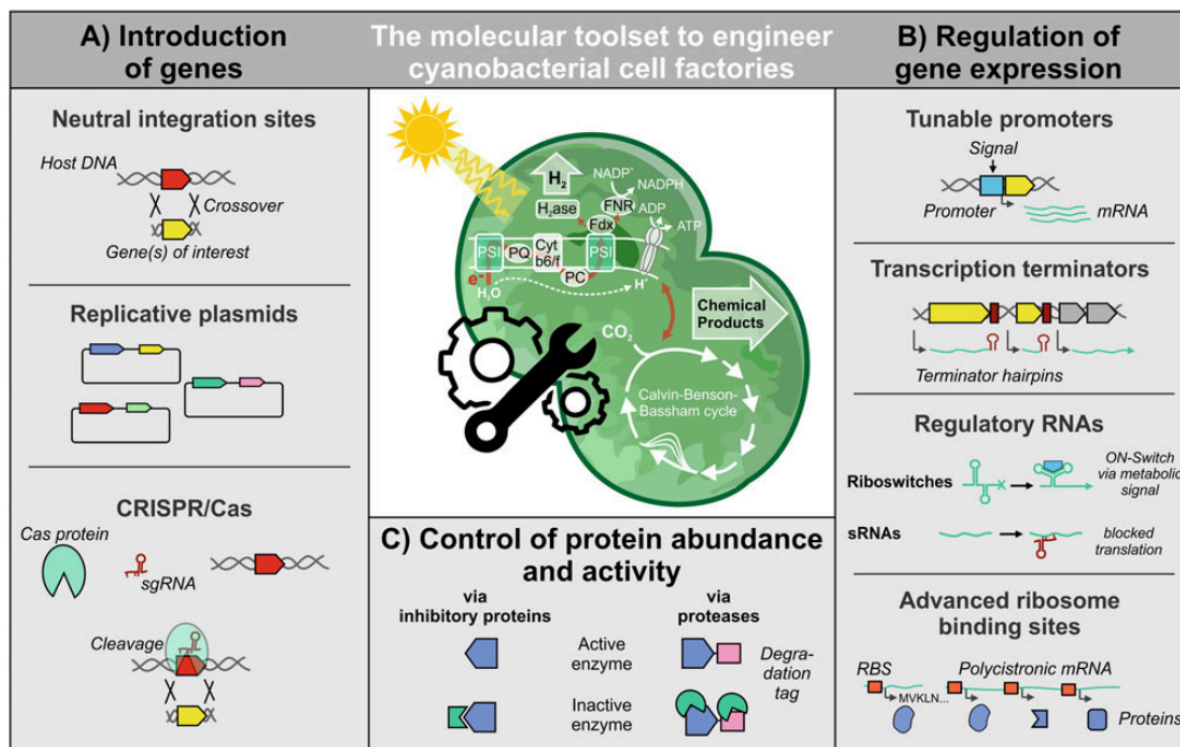 A) Introduction
of genes
Neutral integration sites
Host DNA
Crossover
Gene(s) of interest
Replicative plasmids
CRISPR/Cas
Cas protein
sgRNA
Cleavage
The molecular toolset to engineer
cyanobacterial cell factories
H₂
NADP⁺
NADPH
H₂ase
FNR
ADP
Fdx
ATP
PSI
PQ
Cyt
b6/f
PSI
PC
e⁻
H₂O
H⁺
Chemical
Products
CO₂
Calvin-Benson-
Bassham cycle
C) Control of protein abundance
and activity
via
inhibitory proteins
via
proteases
Active
enzyme
Degra-
dation
tag
Inactive
enzyme
B) Regulation of
gene expression
Tunable promoters
Signal
Promoter
mRNA
Transcription terminators
Terminator hairpins
Regulatory RNAs
Riboswitches
ON-Switch
via metabolic
signal
sRNAs
blocked
translation
Advanced ribosome
binding sites
RBS
Polycistronic mRNA
MVKLN...
Proteins